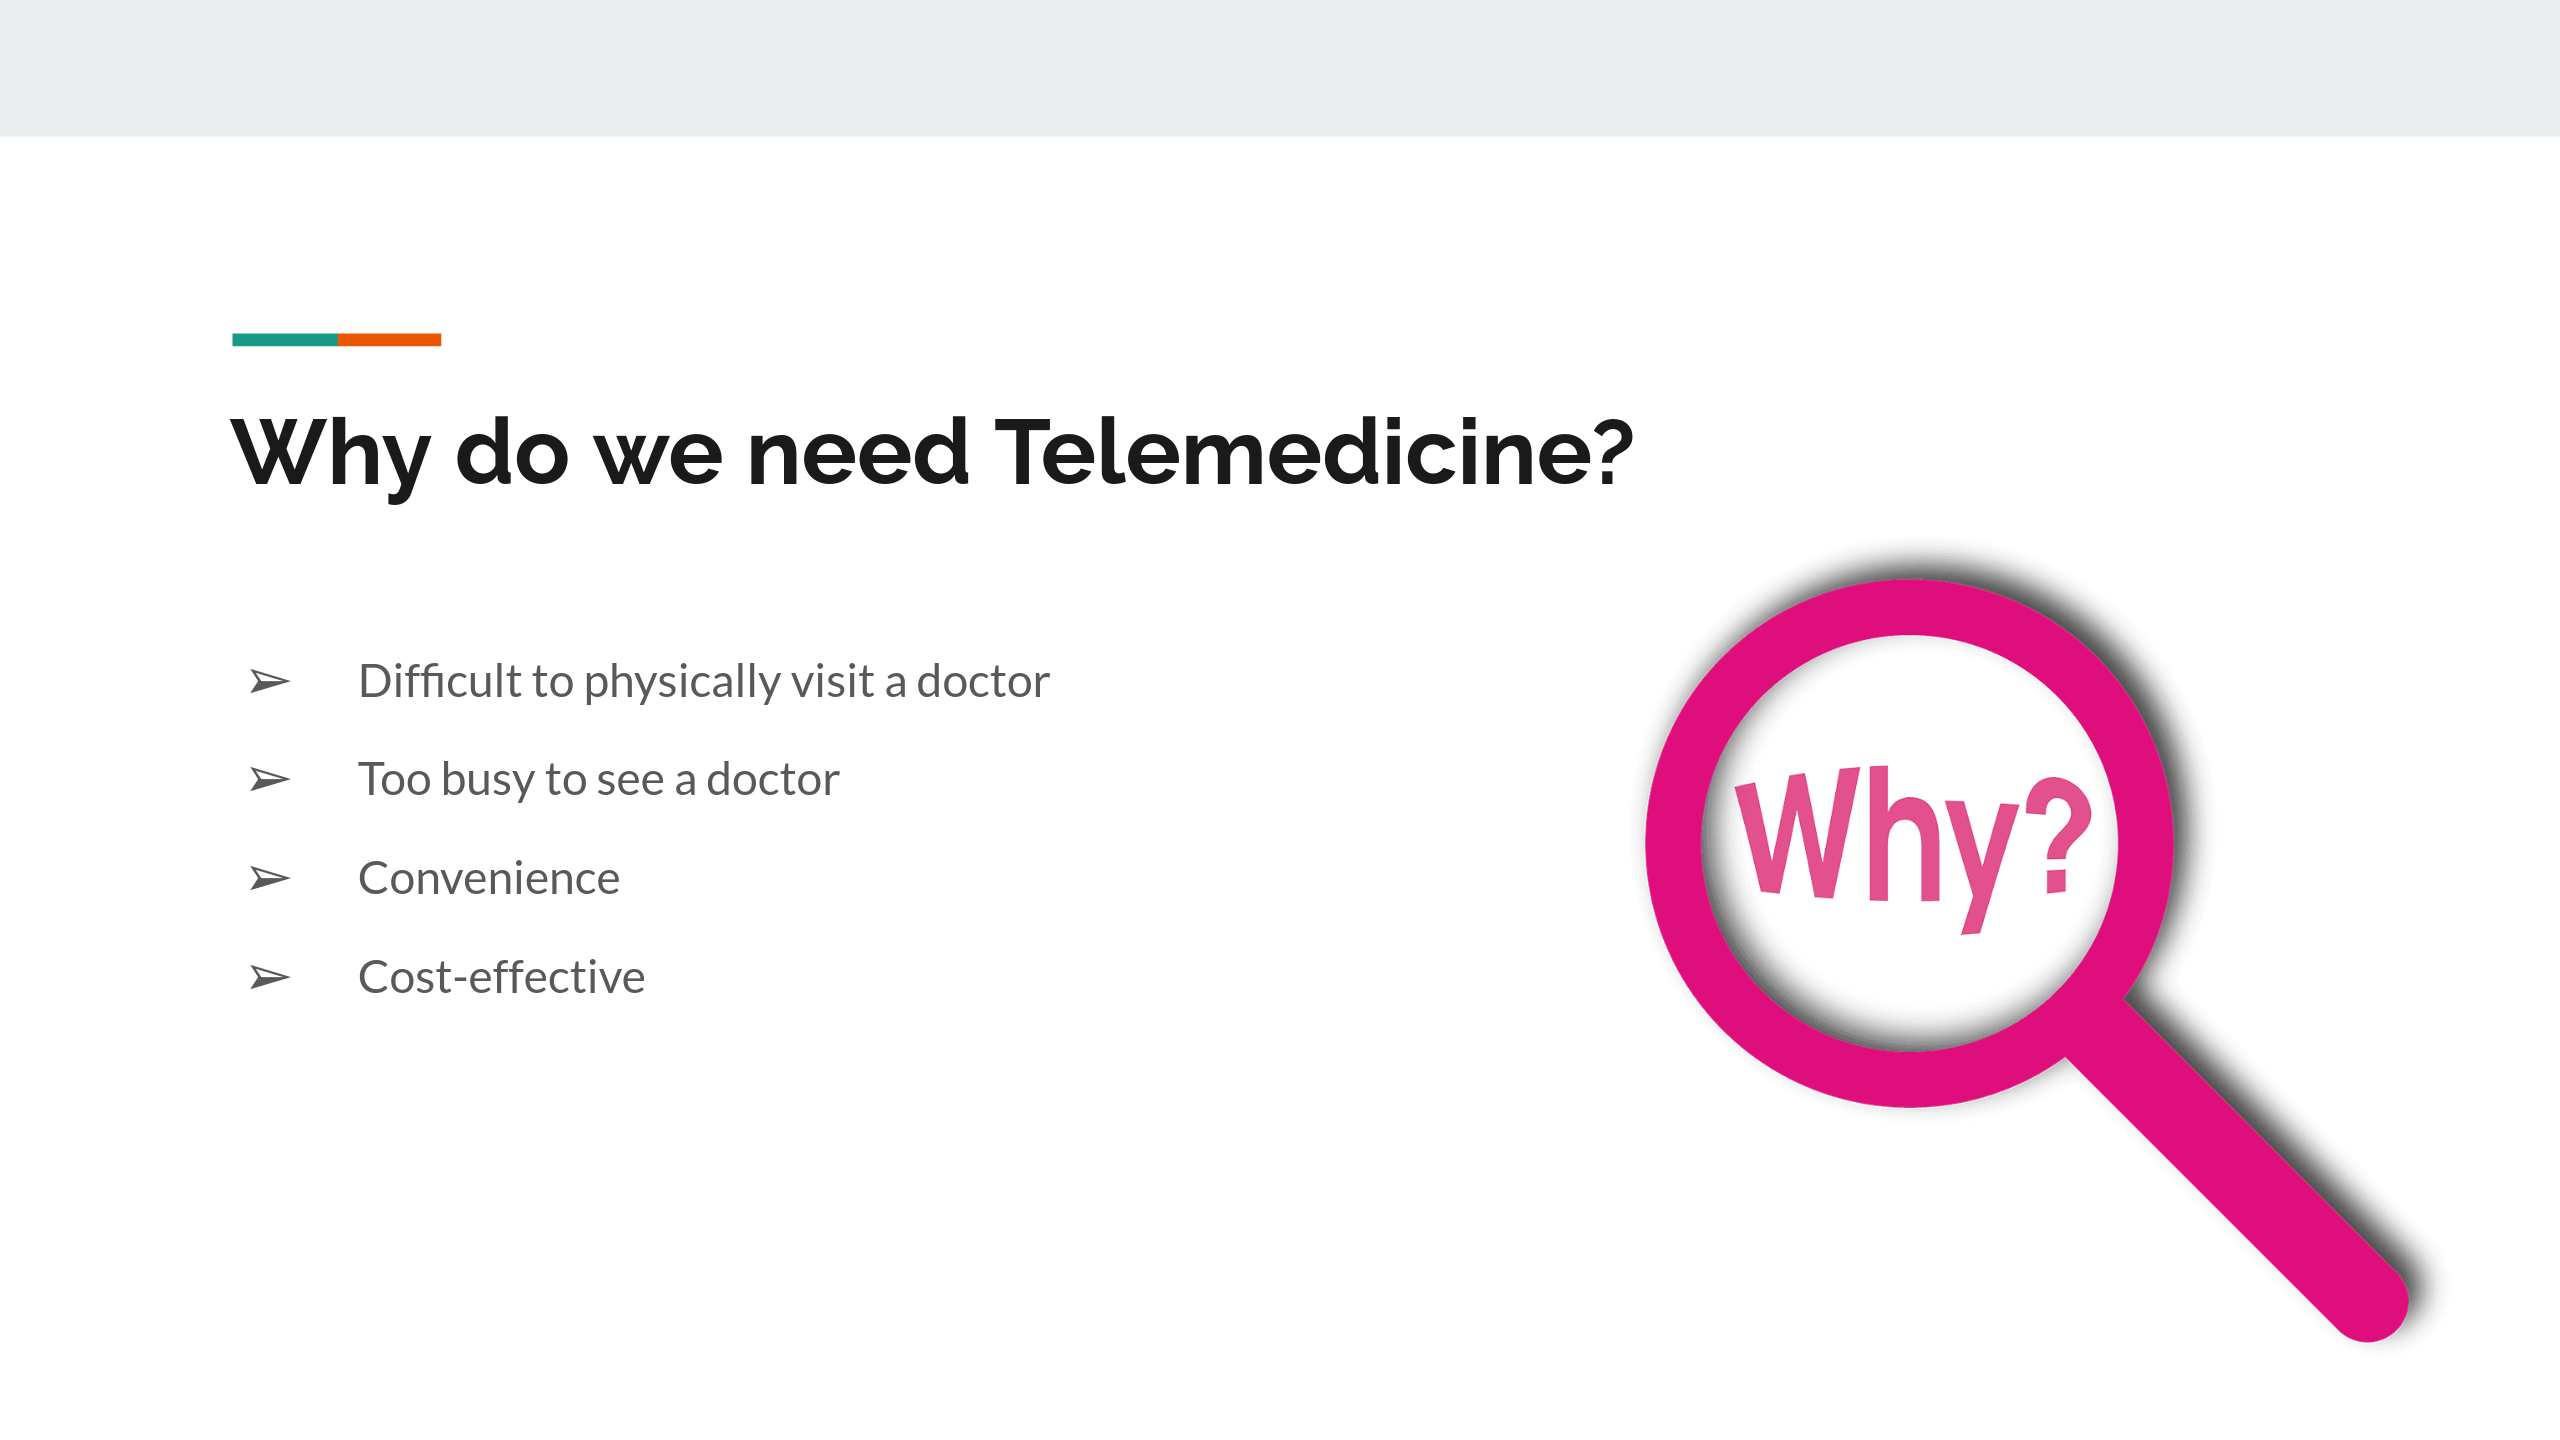 Why do we need Telemedicine?
➢ Difficult to physically visit a doctor
➢ Too busy to see a doctor
➢ Convenience
➢ Cost-effective
Why?